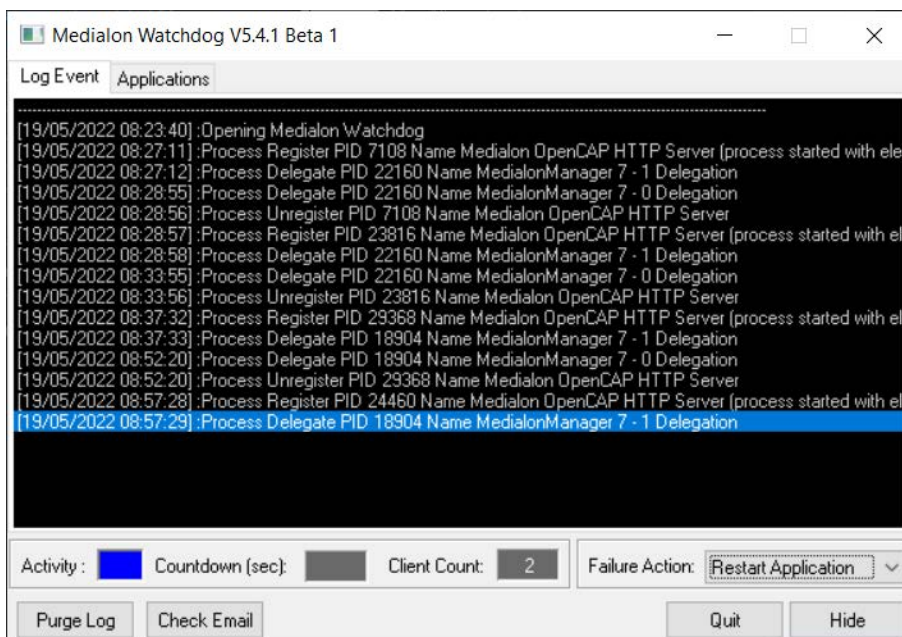 Medialon Watchdog V5.4.1 Beta 1
Log Event Applications
[19/05/2022 08:23:40] :Opening Medialon Watchdog
[19/05/2022 08:27:11] :Process Register PID 7108 Name Medialon OpenCAP HTTP Server (process started with ele
[19/05/2022 08:27:12] :Process Delegate PID 22160 Name MedialonManager 7 - 1 Delegation
[19/05/2022 08:28:55] :Process Delegate PID 22160 Name MedialonManager 7 - 0 Delegation
[19/05/2022 08:28:56] :Process Unregister PID 7108 Name Medialon OpenCAP HTTP Server
[19/05/2022 08:28:57] :Process Register PID 23816 Name Medialon OpenCAP HTTP Server (process started with el
[19/05/2022 08:28:58] :Process Delegate PID 22160 Name MedialonManager 7 - 1 Delegation
[19/05/2022 08:33:55] :Process Delegate PID 22160 Name MedialonManager 7 - 0 Delegation
[19/05/2022 08:33:56] :Process Unregister PID 23816 Name Medialon OpenCAP HTTP Server
[19/05/2022 08:37:32] :Process Register PID 29368 Name Medialon OpenCAP HTTP Server (process started with el
[19/05/2022 08:37:33] :Process Delegate PID 18904 Name MedialonManager 7 - 1 Delegation
[19/05/2022 08:52:20] :Process Delegate PID 18904 Name MedialonManager 7 - 0 Delegation
[19/05/2022 08:52:20] :Process Unregister PID 29368 Name Medialon OpenCAP HTTP Server
[19/05/2022 08:57:28] :Process Register PID 24460 Name Medialon OpenCAP HTTP Server (process started with el
[19/05/2022 08:57:29] :Process Delegate PID 18904 Name MedialonManager 7 - 1 Delegation
Activity : Countdown (sec): Client Count: 2 Failure Action: Restart Application
Purge Log Check Email Quit Hide